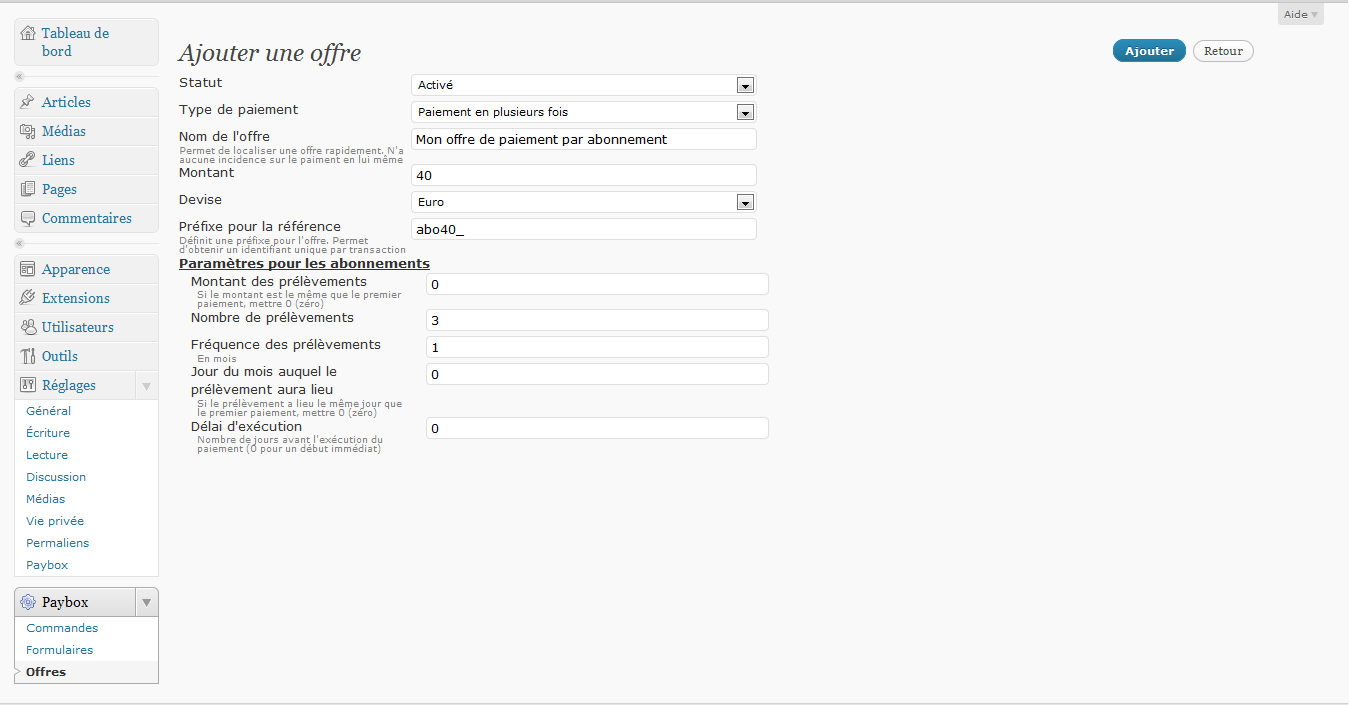 Aide
Tableau de
bord
Articles
Médias
Liens
Pages
Commentaires
Apparence
Extensions
Utilisateurs
Outils
Réglages
Général
Écriture
Lecture
Discussion
Médias
Vie privée
Permaliens
Paybox
Paybox
Commandes
Formulaires
Offres
Ajouter une offre
Ajouter
Retour
Statut
Activé
Type de paiement
Paiement en plusieurs fois
Nom de l'offre
Mon offre de paiement par abonnement
Permet de localiser une offre rapidement. N'a
aucune incidence sur le paiment en lui même
Montant
40
Devise
Euro
Préfixe pour la référence
abo40_
Définit une préfixe pour l'offre. Permet
d'obtenir un identifiant unique par transaction
Paramètres pour les abonnements
Montant des prélèvements
0
Si le montant est le même que le premier
paiement, mettre 0 (zéro)
Nombre de prélèvements
3
Fréquence des prélèvements
1
En mois
Jour du mois auquel le
prélèvement aura lieu
0
Si le prélèvement a lieu le même jour que
le premier paiement, mettre 0 (zéro)
Délai d'exécution
0
Nombre de jours avant l'exécution du
paiement (0 pour un début immédiat)